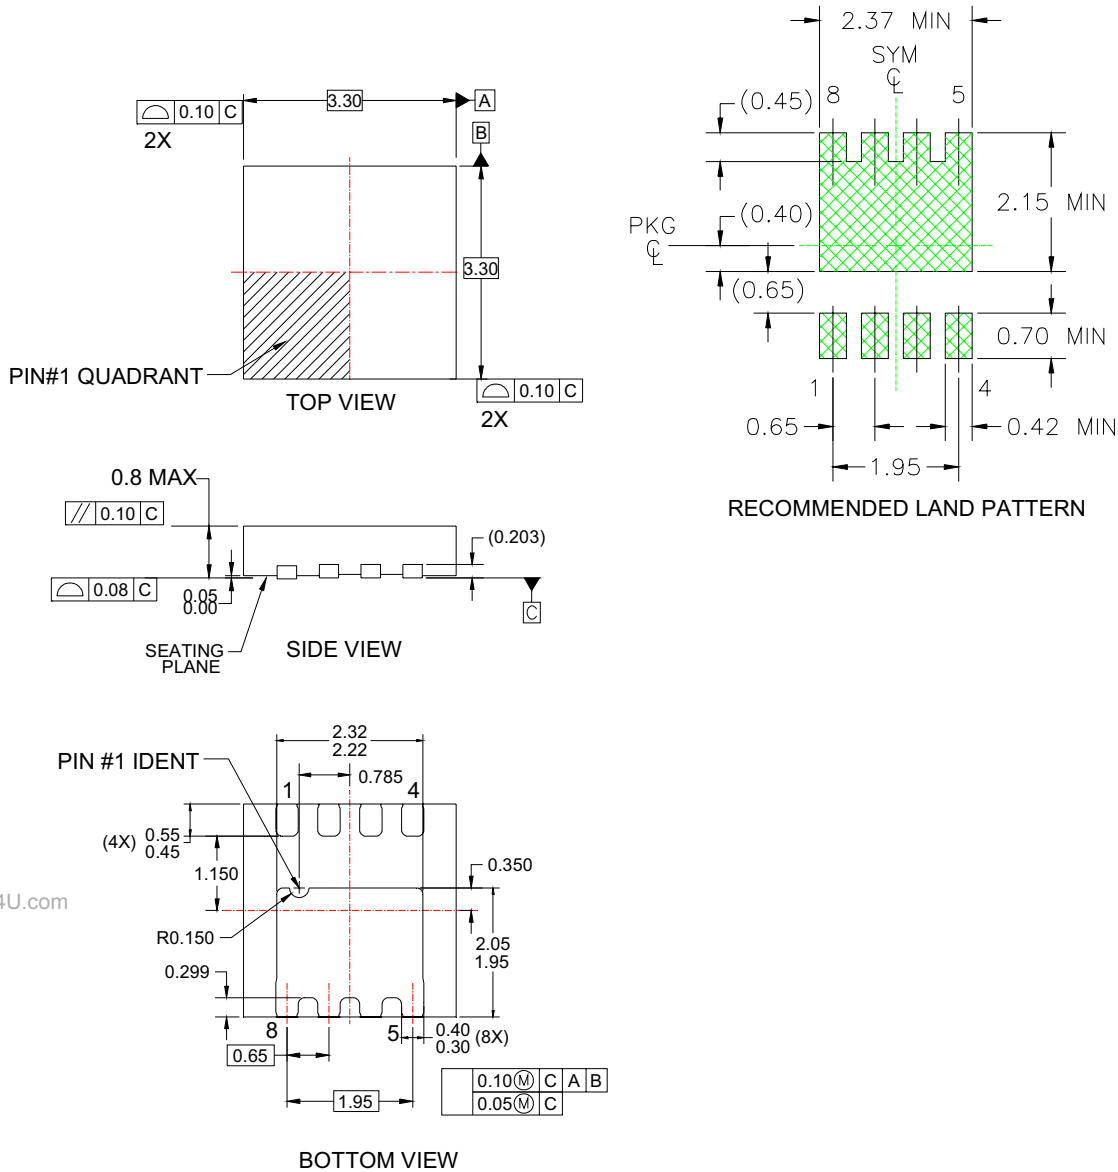 0.10 C
2X
3.30
A
B
3.30
PIN#1 QUADRANT
TOP VIEW
0.10 C
2X
2.37 MIN
SYM
CL
8 5
(0.45)
2.15 MIN
(0.40)
PKG
CL
(0.65)
0.70 MIN
1 4
0.65
0.42 MIN
1.95
RECOMMENDED LAND PATTERN
0.8 MAX
// 0.10 C
(0.203)
0.08 C
0.05
0.00
C
SEATING
PLANE
SIDE VIEW
2.32
2.22
PIN #1 IDENT
0.785
1 4
(4X) 0.55
0.45
1.150
0.350
4U.com
R0.150
2.05
1.95
0.299
8 5
0.40
0.30 (8X)
0.65
1.95
0.10 Ⓜ C A B
0.05 Ⓜ C
BOTTOM VIEW